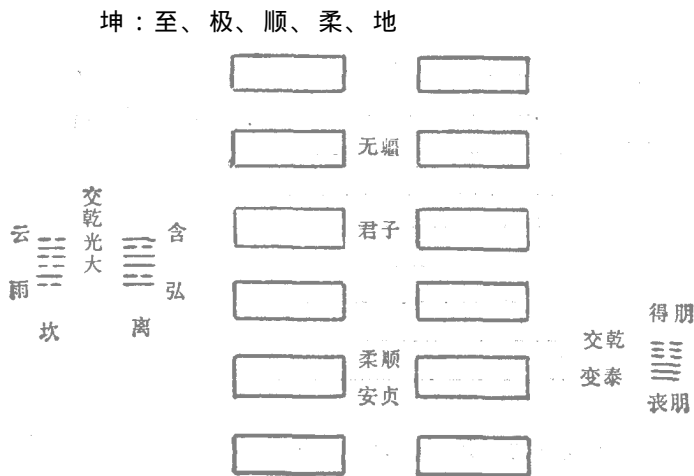 坤：至、极、顺、柔、地
无疆
君子
柔顺
安贞
云
雨
坎
交乾光大
离
含
弘
得朋
交乾
变泰
丧朋